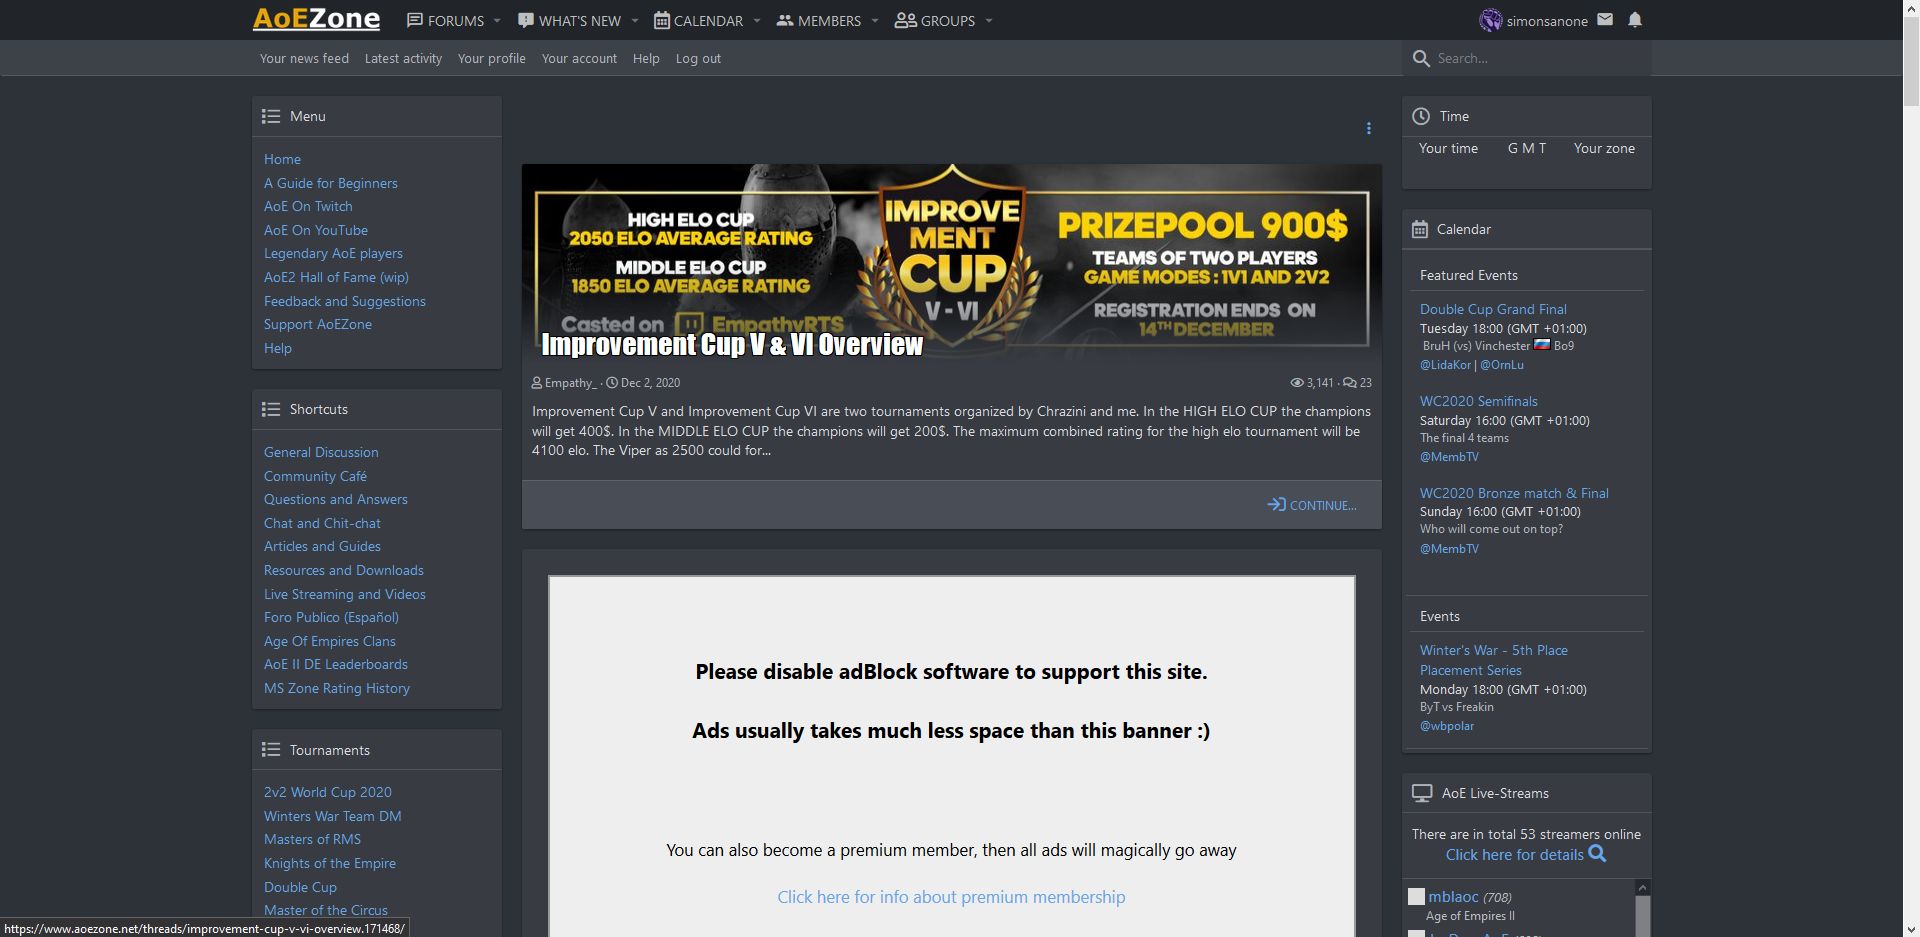 AoEZone
FORUMS
WHAT'S NEW
CALENDAR
MEMBERS
GROUPS
simonsanone
Your news feed
Latest activity
Your profile
Your account
Help
Log out
Search...
Menu
Home
A Guide for Beginners
AoE On Twitch
AoE On YouTube
Legendary AoE players
AoE2 Hall of Fame (wip)
Feedback and Suggestions
Support AoEZone
Help
Shortcuts
General Discussion
Community Café
Questions and Answers
Chat and Chit-chat
Articles and Guides
Resources and Downloads
Live Streaming and Videos
Foro Publico (Español)
Age Of Empires Clans
AoE II DE Leaderboards
MS Zone Rating History
Tournaments
2v2 World Cup 2020
Winters War Team DM
Masters of RMS
Knights of the Empire
Double Cup
Master of the Circus
https://www.aoezone.net/threads/improvement-cup-v-vi-overview.171468/
HIGH ELO CUP
2050 ELO AVERAGE RATING
MIDDLE ELO CUP
1850 ELO AVERAGE RATING
Casted on EmpathyRTS
IMPROVE
MENT
CUP
V - VI
PRIZEPOOL 900$
TEAMS OF TWO PLAYERS
GAME MODES : 1V1 AND 2V2
REGISTRATION ENDS ON
14TH DECEMBER
Improvement Cup V & VI Overview
Empathy_ · Dec 2, 2020
3,141 · 23
Improvement Cup V and Improvement Cup VI are two tournaments organized by Chrazini and me. In the HIGH ELO CUP the champions
will get 400$. In the MIDDLE ELO CUP the champions will get 200$. The maximum combined rating for the high elo tournament will be
4100 elo. The Viper as 2500 could for...
CONTINUE...
Please disable adBlock software to support this site.
Ads usually takes much less space than this banner :)
You can also become a premium member, then all ads will magically go away
Click here for info about premium membership
Time
Your time
G M T
Your zone
Calendar
Featured Events
Double Cup Grand Final
Tuesday 18:00 (GMT +01:00)
BruH (vs) Vinchester Bo9
@LidaKor | @OrnLu
WC2020 Semifinals
Saturday 16:00 (GMT +01:00)
The final 4 teams
@MembTV
WC2020 Bronze match & Final
Sunday 16:00 (GMT +01:00)
Who will come out on top?
@MembTV
Events
Winter's War - 5th Place
Placement Series
Monday 18:00 (GMT +01:00)
ByT vs Freakin
@wbpolar
AoE Live-Streams
There are in total 53 streamers online
Click here for details
mblaoc (708)
Age of Empires II